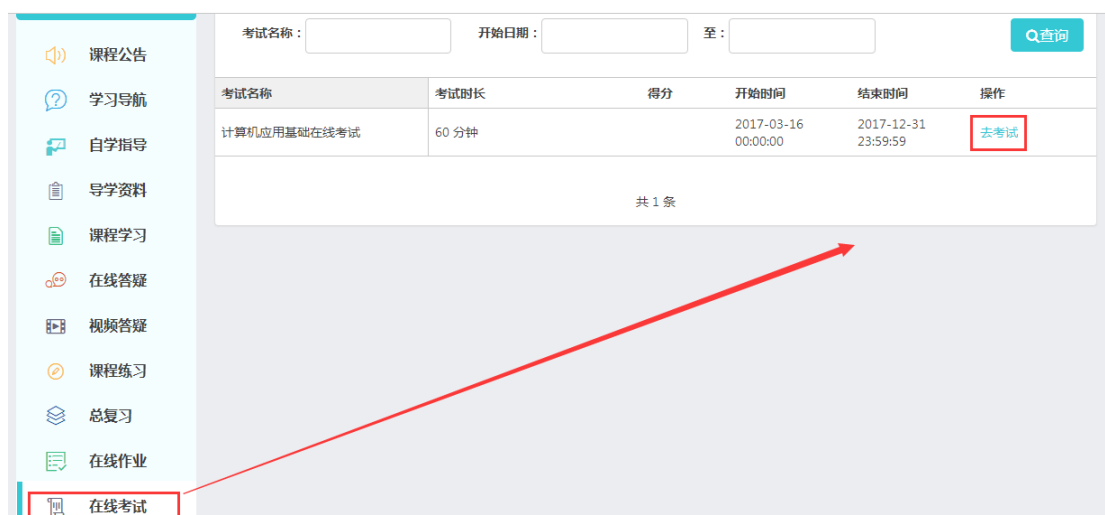 考试名称：
开始日期：
至：
查询
课程公告
学习导航
自学指导
导学资料
课程学习
在线答疑
视频答疑
课程练习
总复习
在线作业
在线考试
考试名称 考试时长 得分 开始时间 结束时间 操作
计算机应用基础在线考试 60 分钟 2017-03-16 2017-12-31 去考试
00:00:00 23:59:59
共 1 条